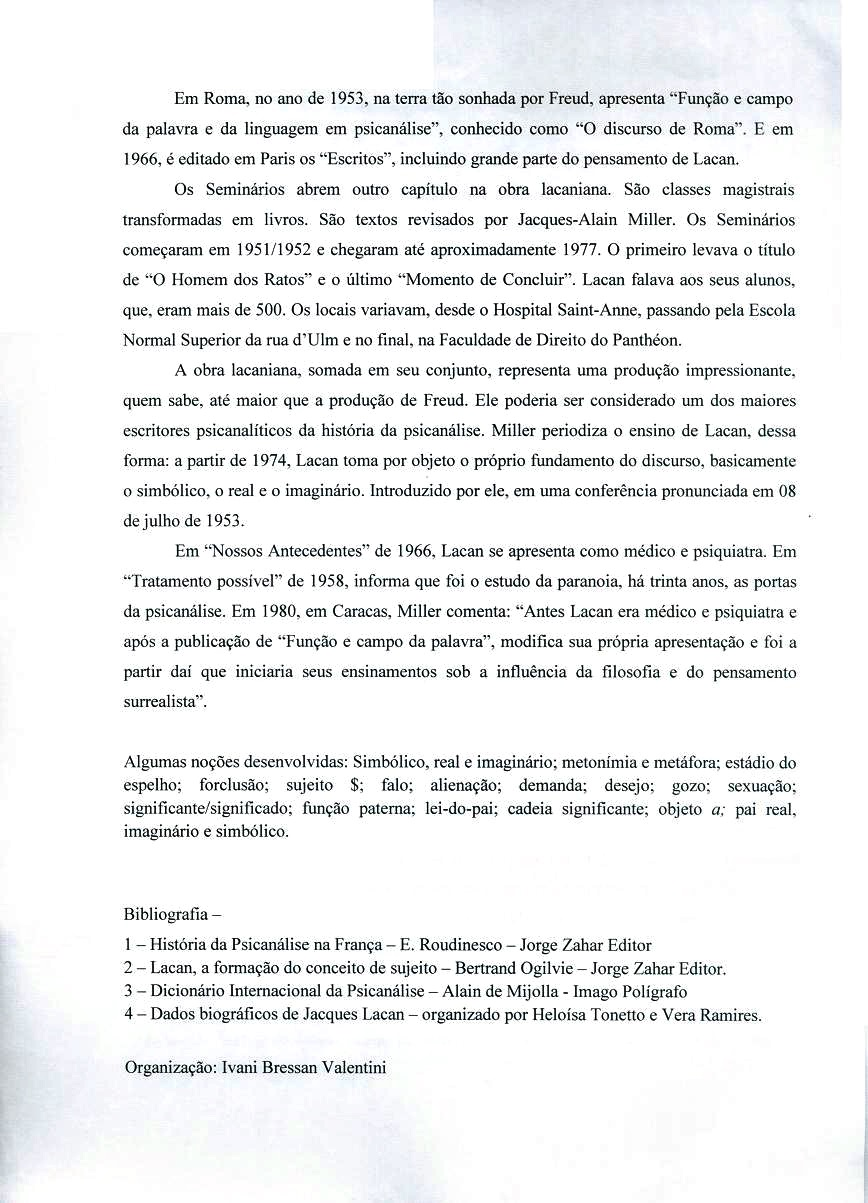 Em Roma, no ano de 1953, na terra tão sonhada por Freud, apresenta “Função e campo
da palavra e da linguagem em psicanálise”, conhecido como “O discurso de Roma”. E em
1966, é editado em Paris os “Escritos”, incluindo grande parte do pensamento de Lacan.
Os Seminários abrem outro capítulo na obra lacaniana. São classes magistrais
transformadas em livros. São textos revisados por Jacques-Alain Miller. Os Seminários
começaram em 1951/1952 e chegaram até aproximadamente 1977. O primeiro levava o título
de “O Homem dos Ratos” e o último “Momento de Concluir”. Lacan falava aos seus alunos,
que, eram mais de 500. Os locais variavam, desde o Hospital Saint-Anne, passando pela Escola
Normal Superior da rua d’Ulm e no final, na Faculdade de Direito do Panthéon.
A obra lacaniana, somada em seu conjunto, representa uma produção impressionante,
quem sabe, até maior que a produção de Freud. Ele poderia ser considerado um dos maiores
escritores psicanalíticos da história da psicanálise. Miller periodiza o ensino de Lacan, dessa
forma: a partir de 1974, Lacan toma por objeto o próprio fundamento do discurso, basicamente
o simbólico, o real e o imaginário. Introduzido por ele, em uma conferência pronunciada em 08
de julho de 1953.
Em “Nossos Antecedentes” de 1966, Lacan se apresenta como médico e psiquiatra. Em
“Tratamento possível” de 1958, informa que foi o estudo da paranoia, há trinta anos, as portas
da psicanálise. Em 1980, em Caracas, Miller comenta: “Antes Lacan era médico e psiquiatra e
após a publicação de “Função e campo da palavra”, modifica sua própria apresentação e foi a
partir daí que iniciaria seus ensinamentos sob a influência da filosofia e do pensamento
surrealista”.
Algumas noções desenvolvidas: Simbólico, real e imaginário; metonímia e metáfora; estádio do
espelho; forclusão; sujeito $; falo; alienação; demanda; desejo; gozo; sexuação;
significante/significado; função paterna; lei-do-pai; cadeia significante; objeto a; pai real,
imaginário e simbólico.
Bibliografia –
1 – História da Psicanálise na França – E. Roudinesco – Jorge Zahar Editor
2 – Lacan, a formação do conceito de sujeito – Bertrand Ogilvie – Jorge Zahar Editor.
3 – Dicionário Internacional da Psicanálise – Alain de Mijolla - Imago Polígrafo
4 – Dados biográficos de Jacques Lacan – organizado por Heloísa Tonetto e Vera Ramires.
Organização: Ivani Bressan Valentini